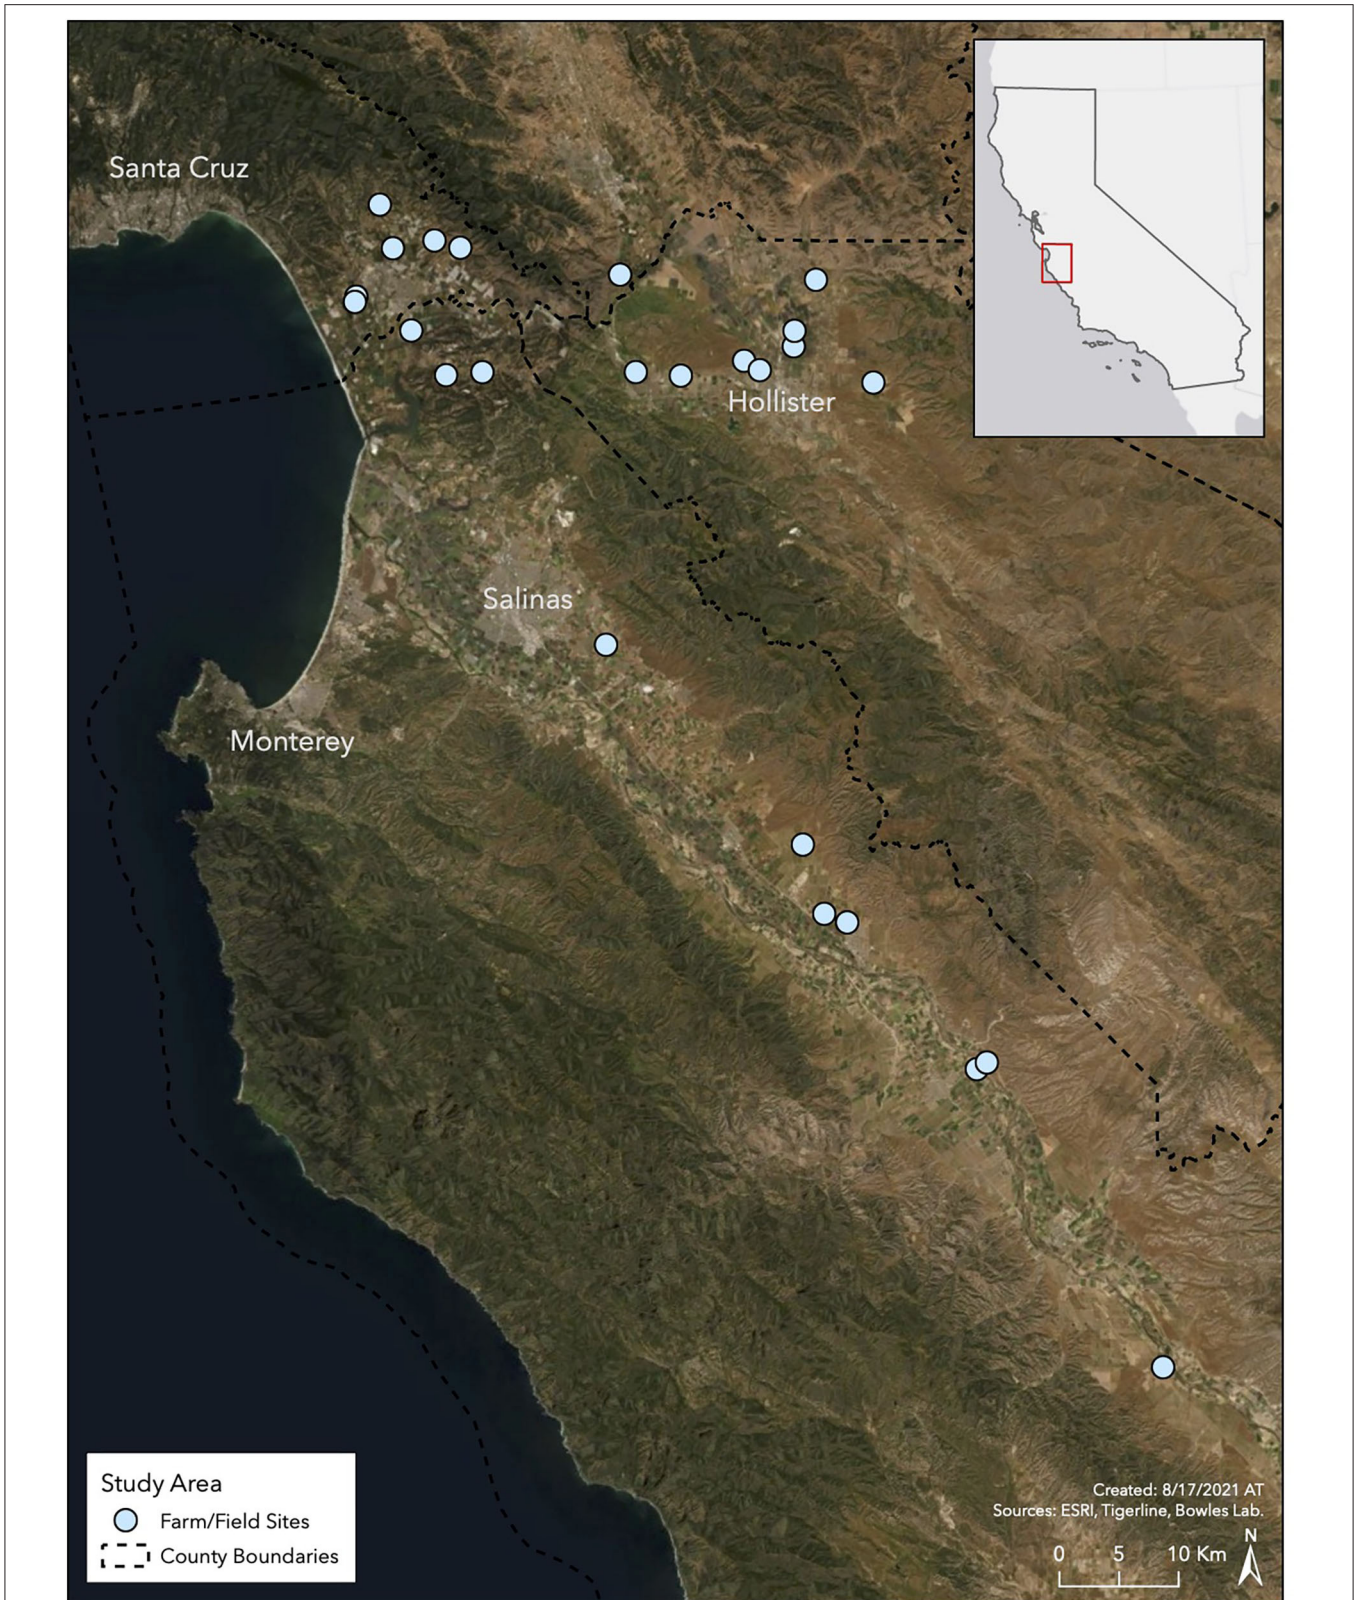 Santa Cruz
Hollister
Salinas
Monterey
Study Area
Farm/Field Sites
County Boundaries
Created: 8/17/2021 AT
Sources: ESRI, Tigerline, Bowles Lab.
N
0 5 10 Km